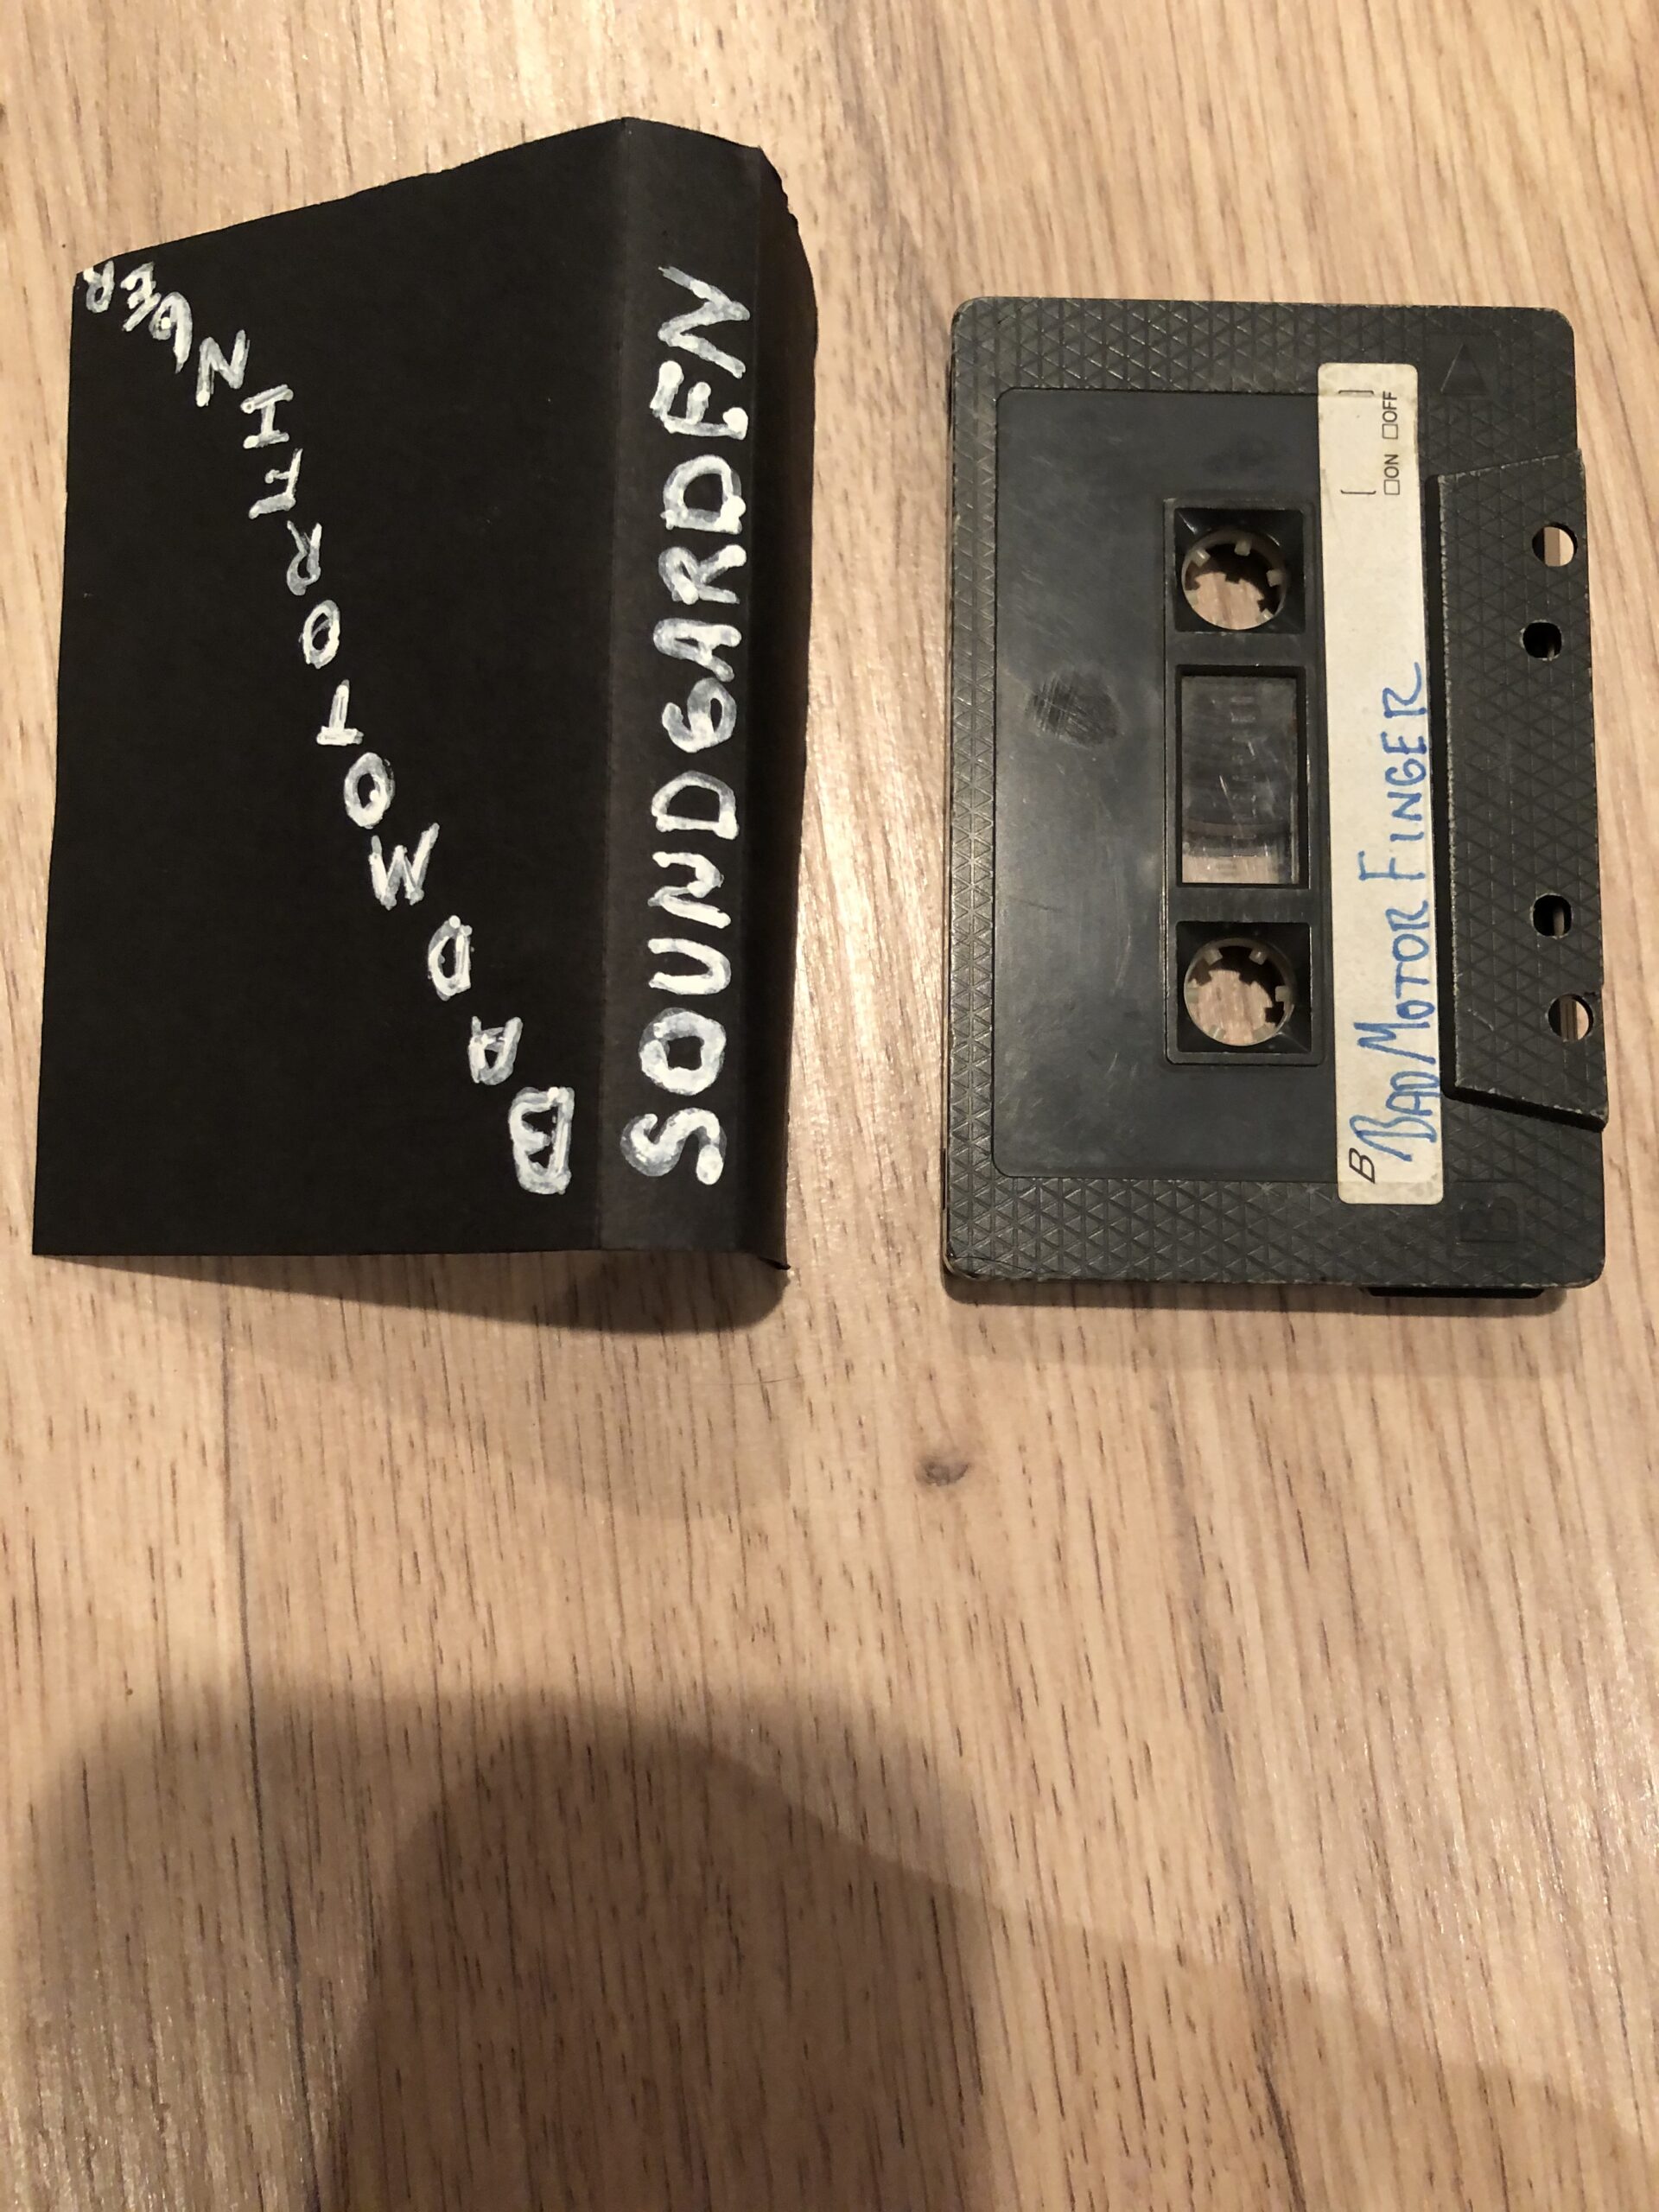 SOUNDGARDEN
BADMOTORFINGER
B
BAD MOTOR FINGER
□ON □OFF
B